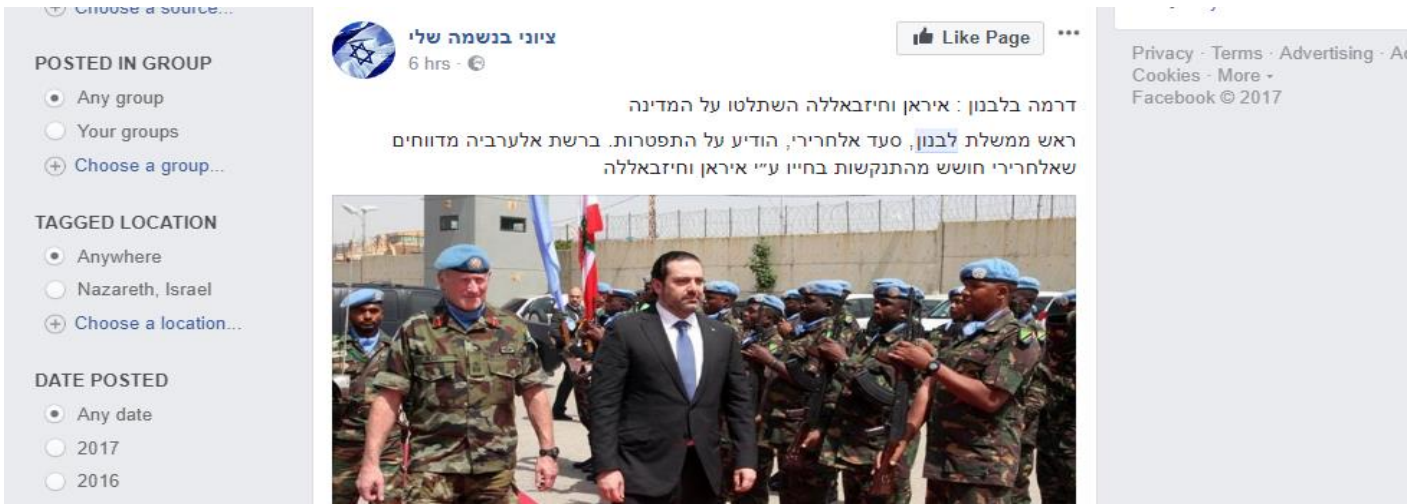 Choose a source...
POSTED IN GROUP
Any group
Your groups
Choose a group...
TAGGED LOCATION
Anywhere
Nazareth, Israel
Choose a location...
DATE POSTED
Any date
2017
2016
ציוני בנשמה שלי
6 hrs ·
Like Page
דרמה בלבנון : איראן וחיזבאללה השתלטו על המדינה
ראש ממשלת לבנון, סעד אלחרירי, הודיע על התפטרות. ברשת אלערביה מדווחים
שאלחרירי חושש מהתנקשות בחייו ע״י איראן וחיזבאללה
Privacy · Terms · Advertising ·
Cookies · More
Facebook © 2017